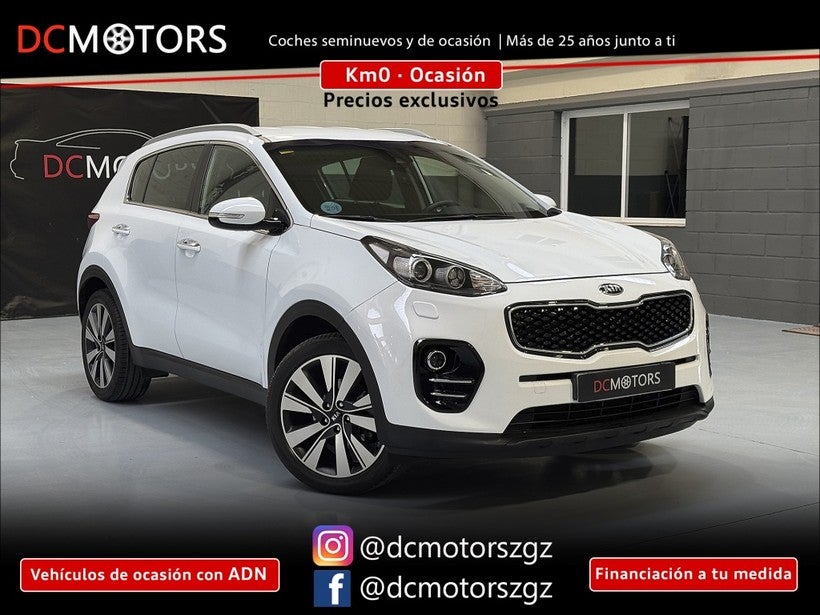 DCMOTORS
Coches seminuevos y de ocasión | Más de 25 años junto a ti
Km0 · Ocasión
Precios exclusivos
DCMOTORS
KIA
DCMOTORS
KIA
@dcmotorszgz
@dcmotorszgz
Vehículos de ocasión con ADN
Financiación a tu medida